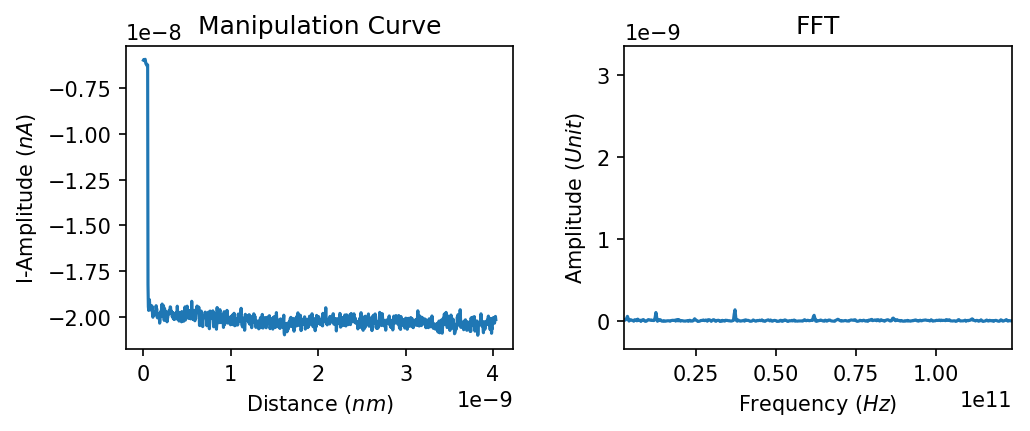 Manipulation Curve
1e−8
−0.75
−1.00
−1.25
−1.50
−1.75
−2.00
I-Amplitude (nA)
0 1 2 3 4
1e−9
Distance (nm)
FFT
1e−9
3
2
1
0
Amplitude (Unit)
0.25 0.50 0.75 1.00
1e11
Frequency (Hz)